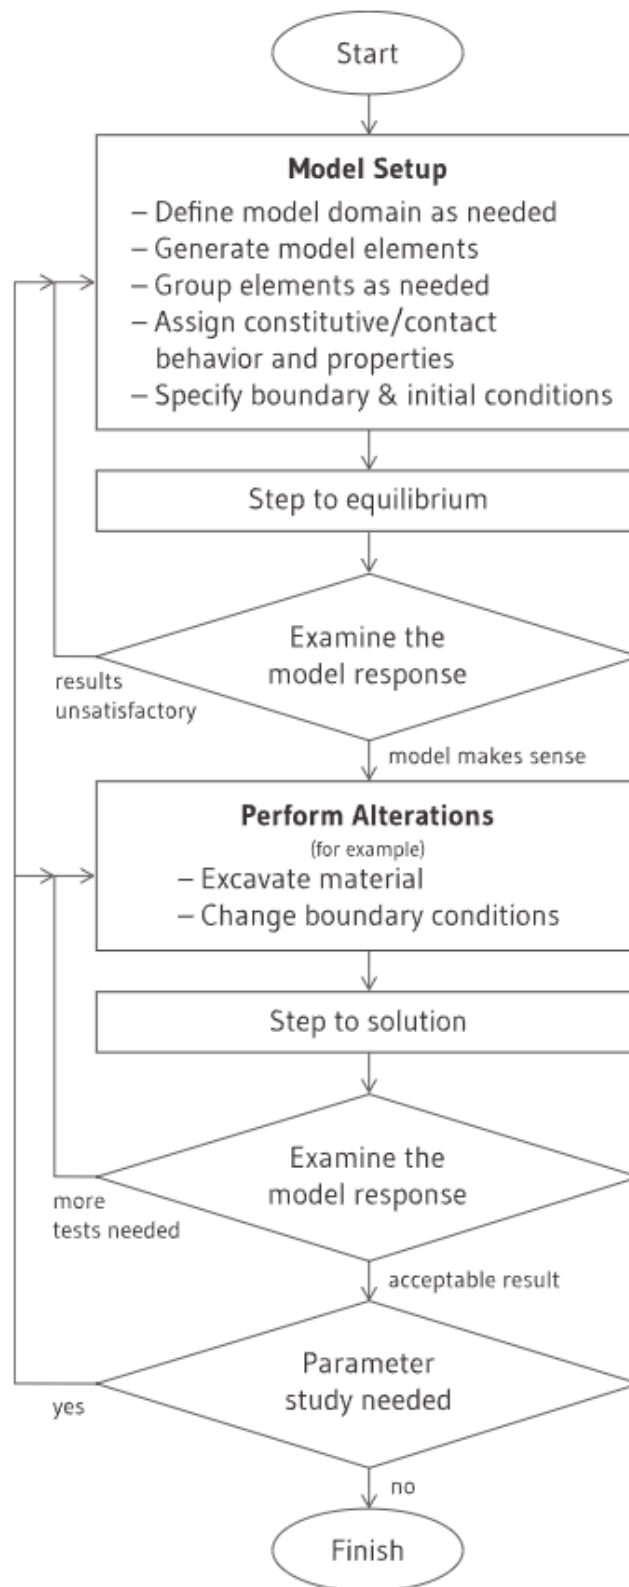 Start
Model Setup
– Define model domain as needed
– Generate model elements
– Group elements as needed
– Assign constitutive/contact
behavior and properties
– Specify boundary & initial conditions
Step to equilibrium
Examine the
model response
results
unsatisfactory
model makes sense
Perform Alterations
(for example)
– Excavate material
– Change boundary conditions
Step to solution
Examine the
model response
more
tests needed
acceptable result
Parameter
study needed
yes
no
Finish